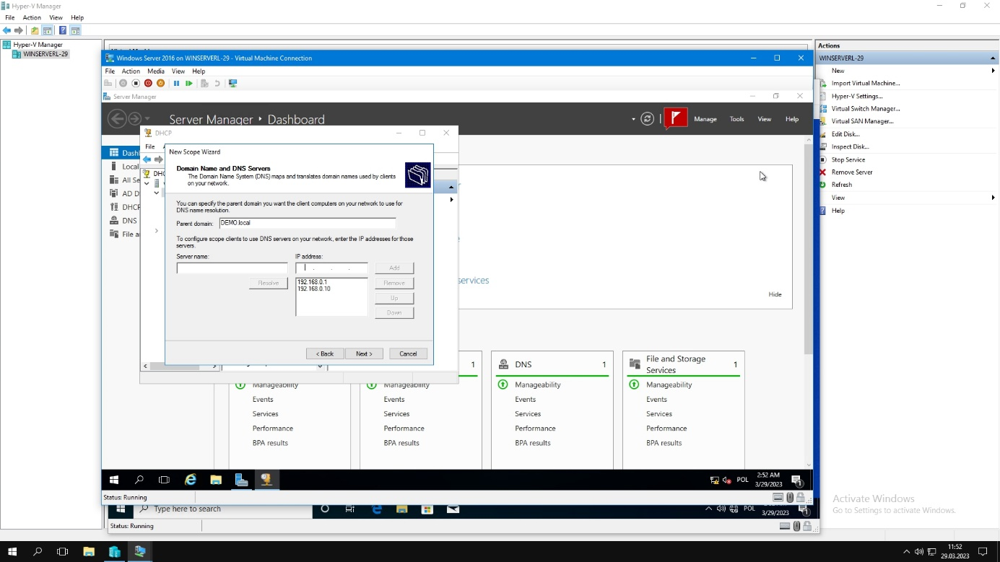 Hyper-V Manager
File Action View Help
Hyper-V Manager
WINSERVERL-29
Windows Server 2016 on WINSERVERL-29 - Virtual Machine Connection
File Action Media View Help
Server Manager
Server Manager • Dashboard
Manage Tools View Help
DHCP
File
Local
All Se
AD D
DHCP
DNS
File a
New Scope Wizard
Domain Name and DNS Servers
The Domain Name System (DNS) maps and translates domain names used by clients
on your network.
You can specify the parent domain you want the client computers on your network to use for
DNS name resolution.
Parent domain: DEMO.local
To configure scope clients to use DNS servers on your network, enter the IP addresses for those
servers.
Server name: IP address:
Add
Resolve
192.168.0.1
192.168.0.10
Remove
Up
Down
< Back Next > Cancel
services
Hide
1
Manageability
Events
Services
Performance
BPA results
Manageability
Events
Services
Performance
BPA results
DNS 1
Manageability
Events
Services
Performance
BPA results
File and Storage
Services
1
Manageability
Events
Services
Performance
BPA results
POL
2:52 AM
3/29/2023
1
Status: Running
Type here to search
POL
3/29/2023
1
Status: Running
Actions
WINSERVERL-29
New
Import Virtual Machine...
Hyper-V Settings...
Virtual Switch Manager...
Virtual SAN Manager...
Edit Disk...
Inspect Disk...
Stop Service
Remove Server
Refresh
View
Help
Activate Windows
Go to Settings to activate Windows.
11:52
29.03.2023